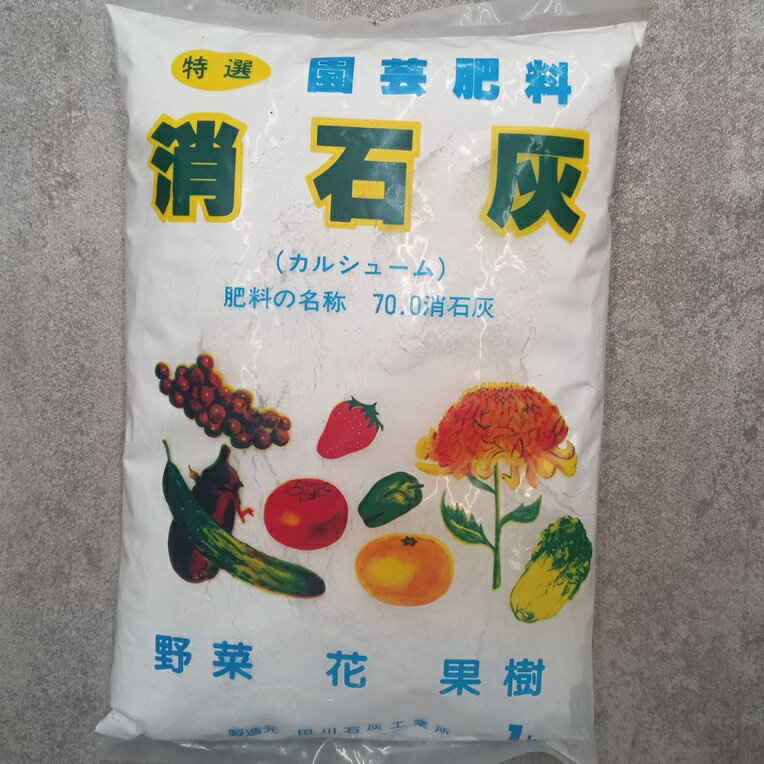 特選 園芸肥料
消石灰
(カルシューム)
肥料の名称 70.0消石灰
野菜 花 果樹
製造元 田川石灰工業所
1